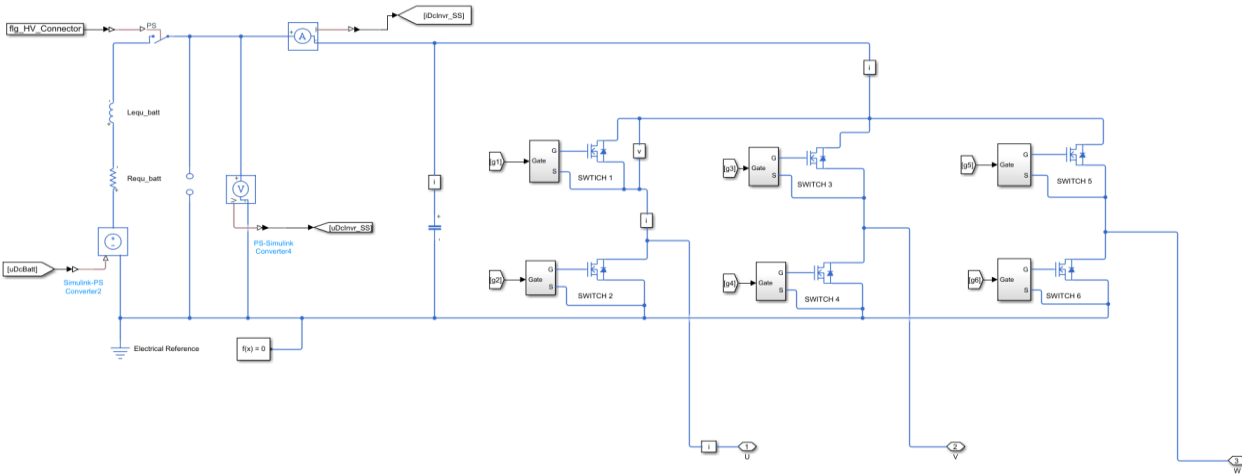 [iDcInvr_SS]
flg_HV_Connector
PS
A
i
Lequ_batt
Requ_batt
V
i
[uDcInvr_SS]
PS-Simulink
Converter4
[uDcBatt]
Simulink-PS
Converter2
Electrical Reference
f(x) = 0
[g1]
Gate
G
S
SWTICH 1
v
i
[g2]
Gate
G
S
SWITCH 2
[g3]
Gate
G
S
SWITCH 3
[g4]
Gate
G
S
SWITCH 4
[g5]
Gate
G
S
SWITCH 5
[g6]
Gate
G
S
SWITCH 6
i
1
U
2
V
3
W